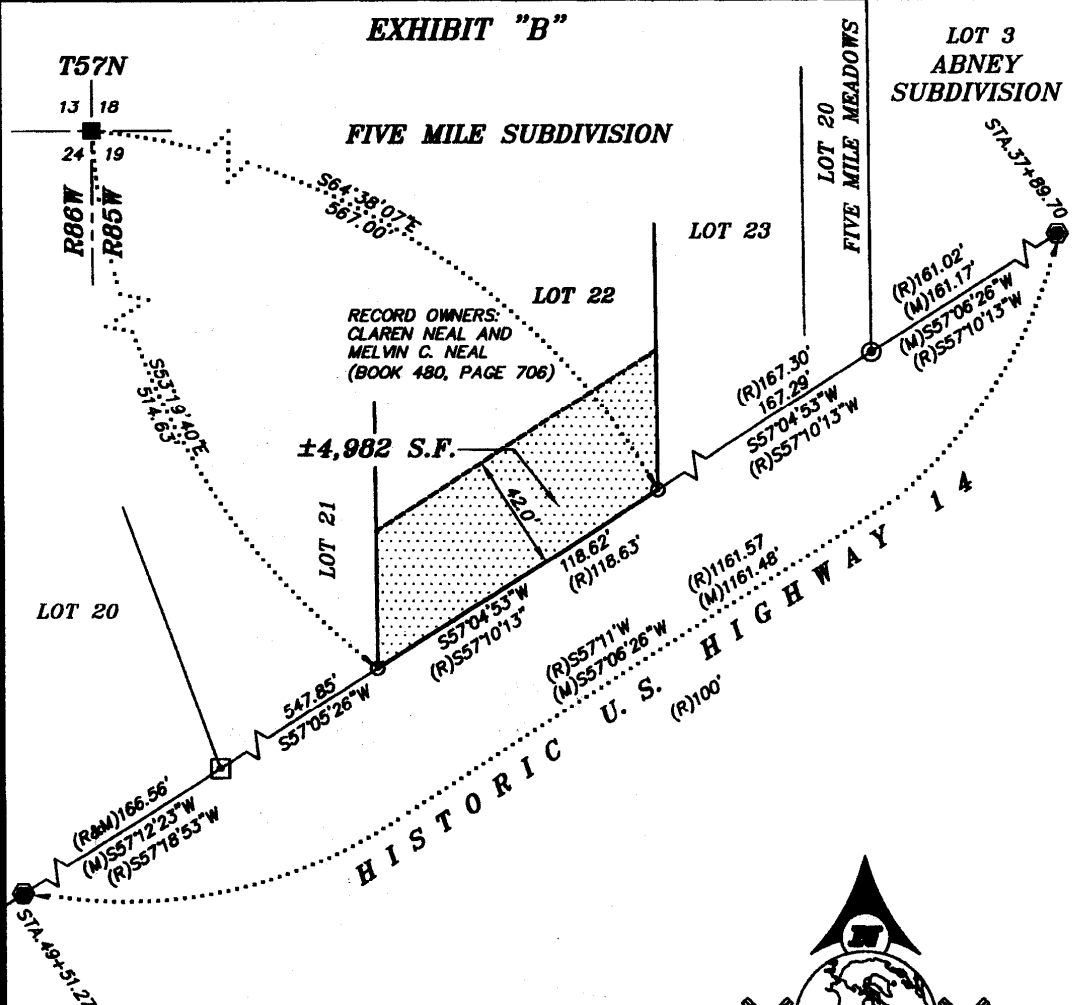 EXHIBIT "B"
T57N
13 18
24 19
R86W
R85W
FIVE MILE SUBDIVISION
LOT 20
FIVE MILE MEADOWS
LOT 3
ABNEY
SUBDIVISION
STA.37+89.70
S64°38'07"E
567.00'
LOT 23
LOT 22
RECORD OWNERS:
CLAREN NEAL AND
MELVIN C. NEAL
(BOOK 480, PAGE 706)
(R)161.02'
(M)161.17'
(M)S57°06'26"W
(R)S57°10'13"W
(R)167.30'
167.29'
S57°04'53"W
(R)S57°10'13"W
S53°19'40"E
514.63'
±4,982 S.F.
42.0'
LOT 21
118.62'
(R)118.63'
S57°04'53"W
(R)S57°10'13"
LOT 20
(R)1161.57
(M)1161.48'
(R)S57°11'W
(M)S57°06'26"W
HISTORIC U.S. HIGHWAY 14
(R)100'
547.85'
S57°05'26"W
(R&M)166.56'
(M)S57°12'23"W
(R)S57°18'53"W
STA.49+51.27
N